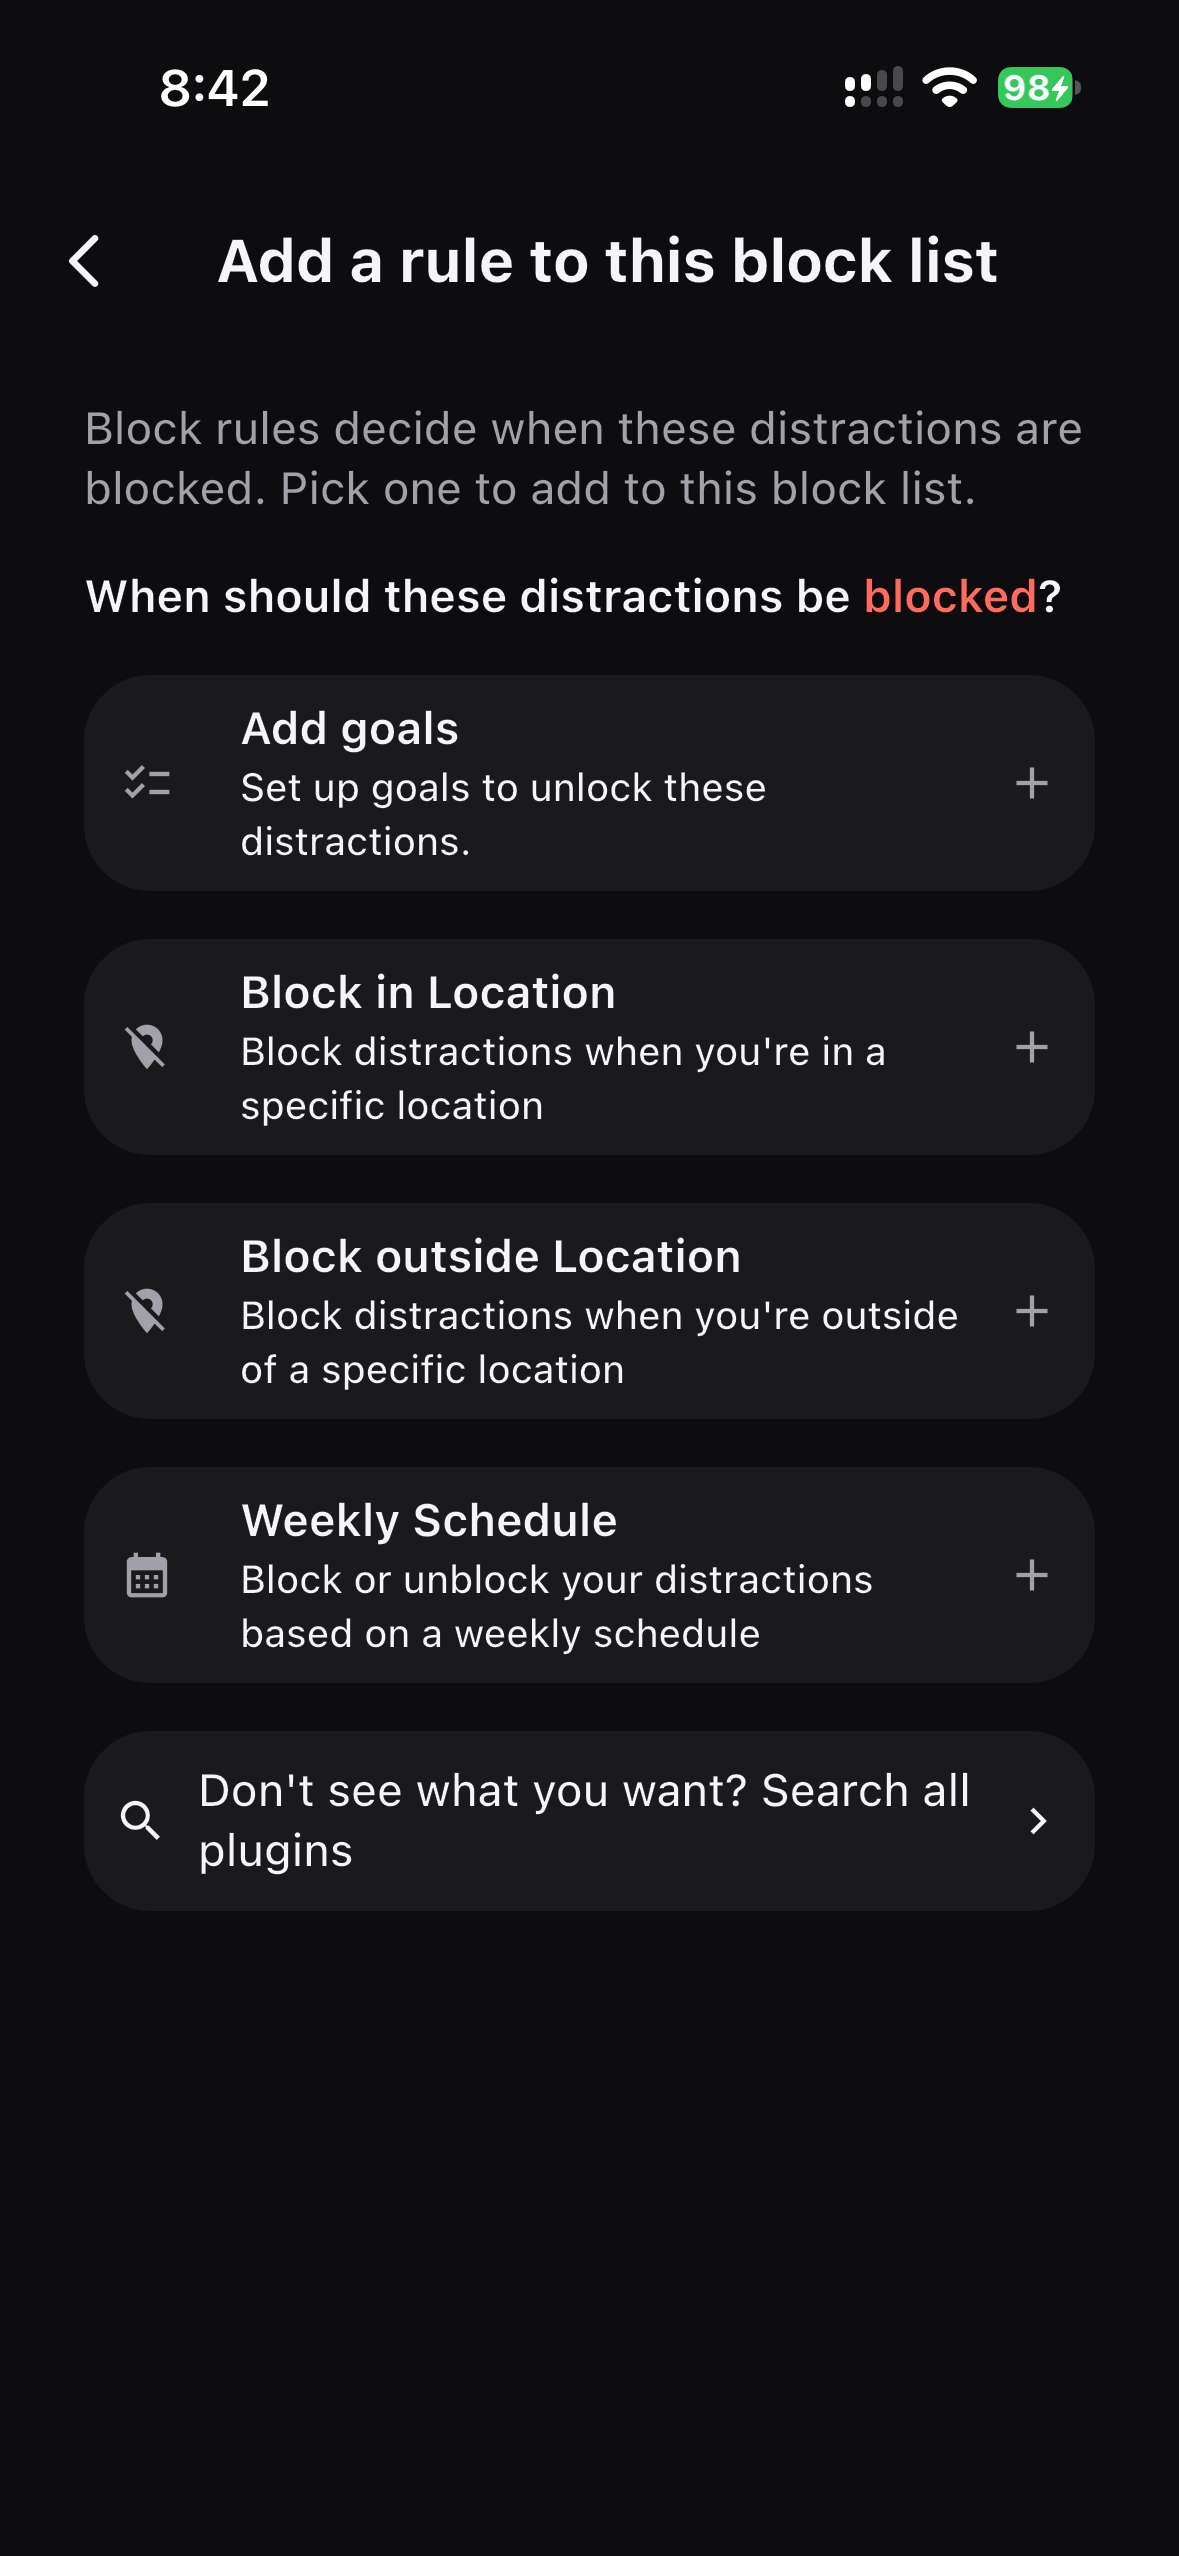 8:42
98
Add a rule to this block list
Block rules decide when these distractions are
blocked. Pick one to add to this block list.
When should these distractions be blocked?
Add goals
Set up goals to unlock these
distractions.
Block in Location
Block distractions when you're in a
specific location
Block outside Location
Block distractions when you're outside
of a specific location
Weekly Schedule
Block or unblock your distractions
based on a weekly schedule
Don't see what you want? Search all
plugins